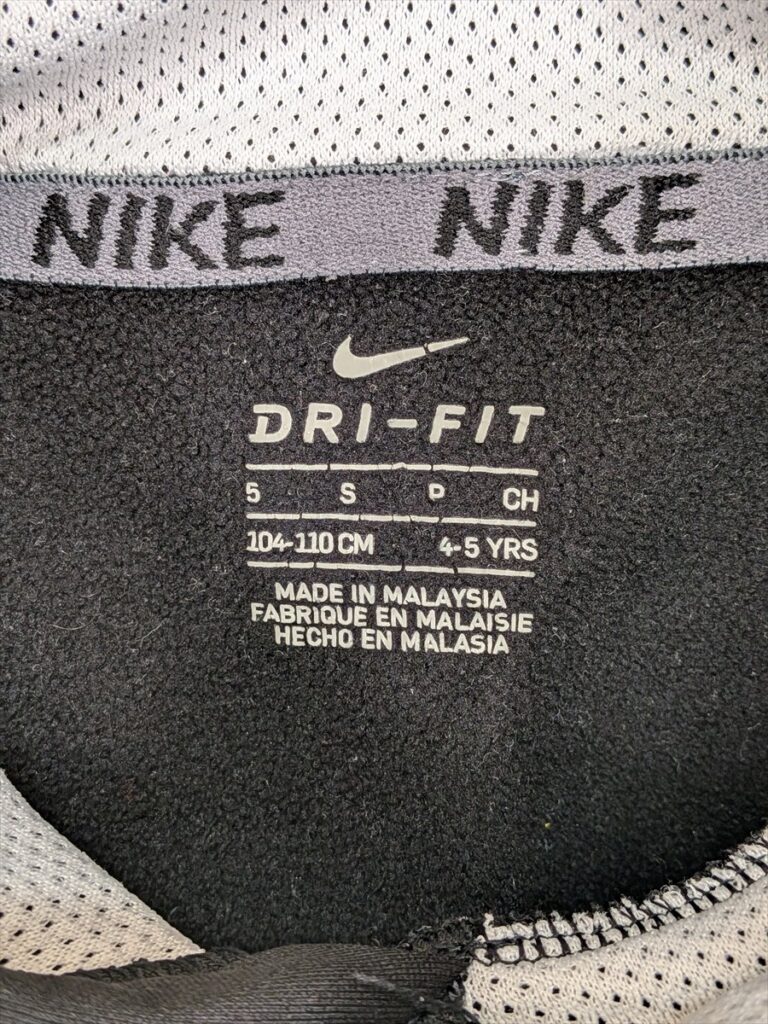 NIKE NIKE
DRI-FIT
5 S P CH
104-110 CM 4-5 YRS
MADE IN MALAYSIA
FABRIQUE EN MALAISIE
HECHO EN MALASIA